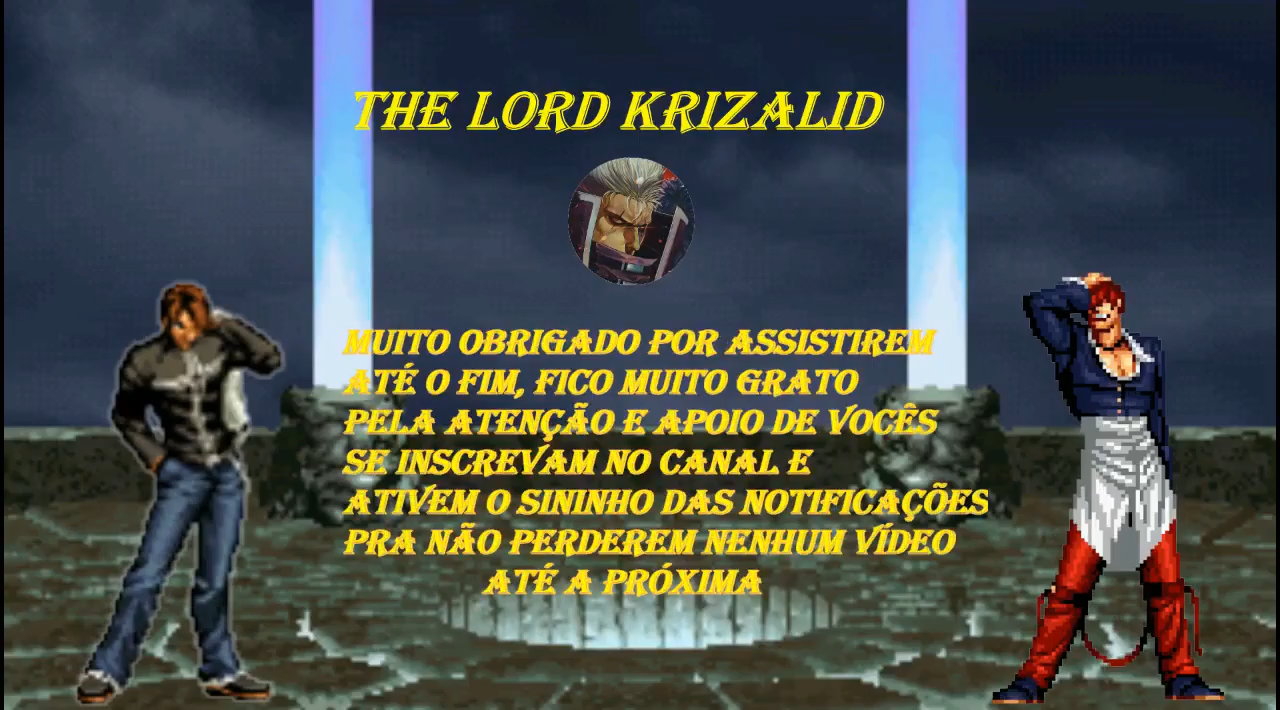 THE LORD KRIZALID
MUITO OBRIGADO POR ASSISTIREM
ATÉ O FIM, FICO MUITO GRATO
PELA ATENÇÃO E APOIO DE VOCÊS
SE INSCREVAM NO CANAL E
ATIVEM O SININHO DAS NOTIFICAÇÕES
PRA NÃO PERDEREM NENHUM VÍDEO
ATÉ A PRÓXIMA